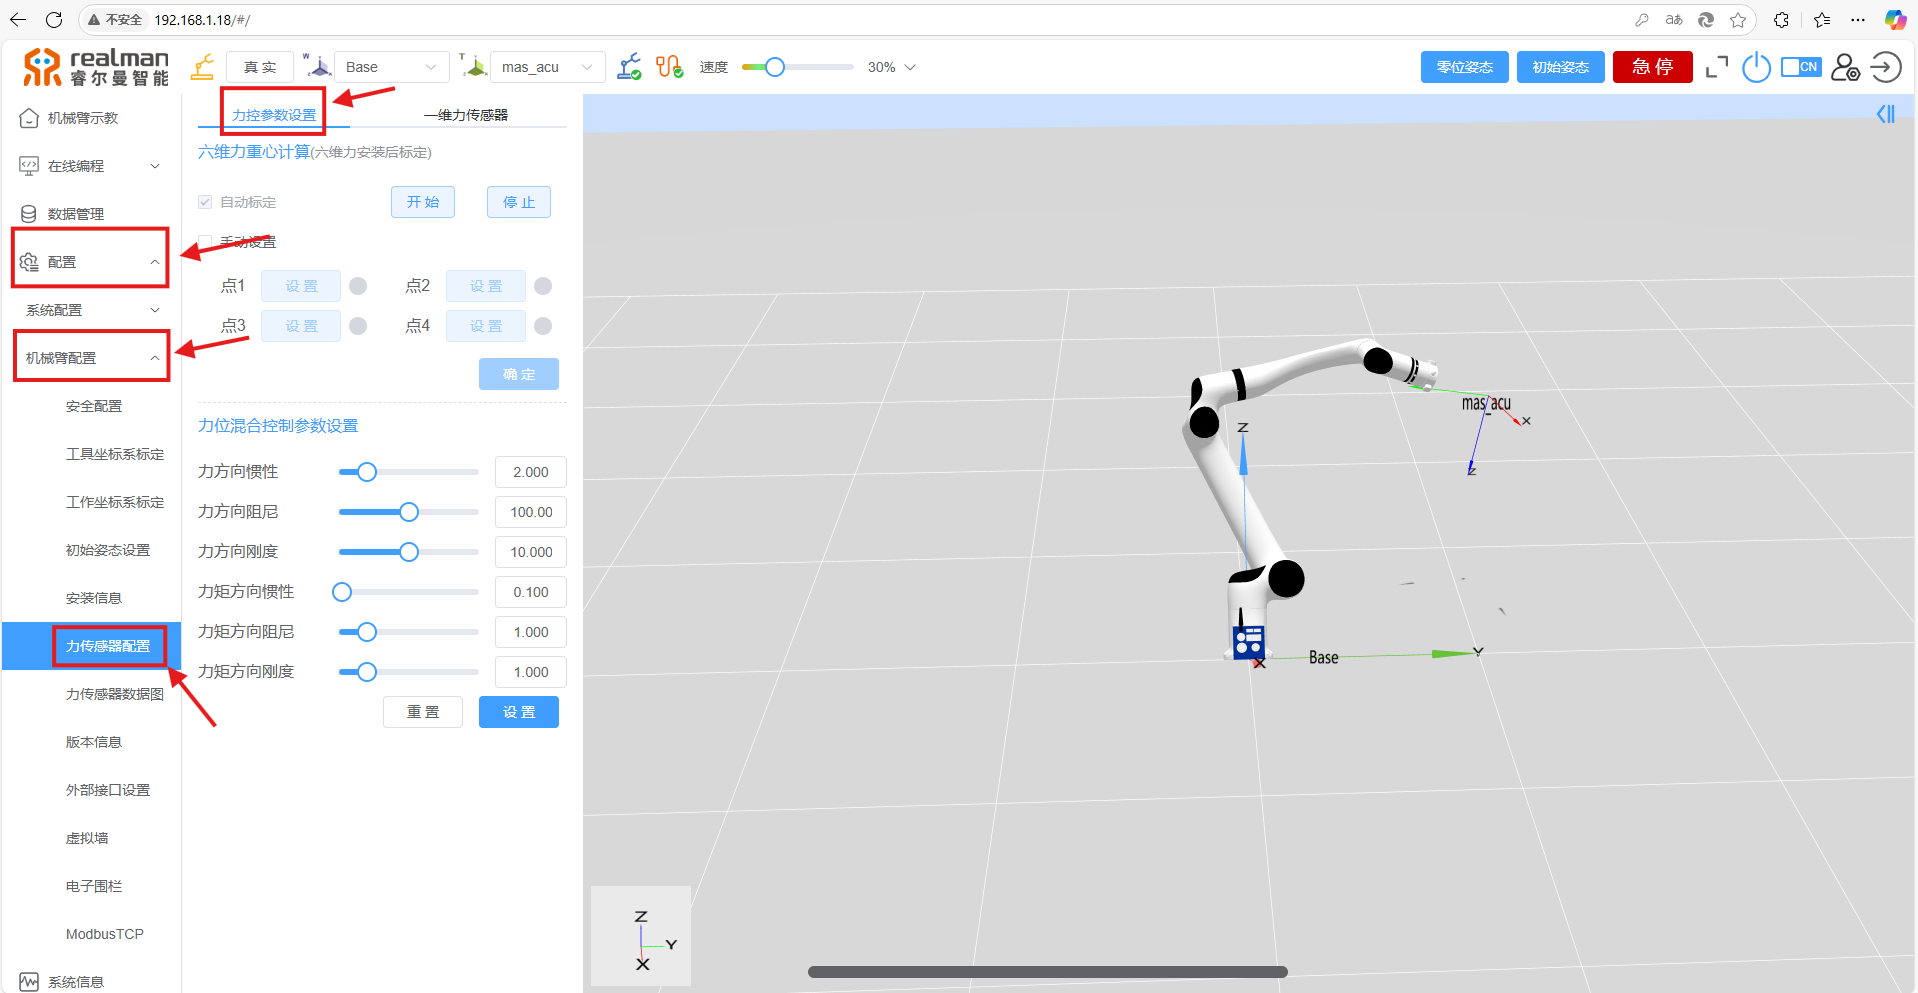 不安全 192.168.1.18/#/
realman
睿尔曼智能
真实 W Base T mas_acu 速度 30% 零位姿态 初始姿态 急停 CN
机械臂示教
在线编程
数据管理
配置
系统配置
机械臂配置
安全配置
工具坐标系标定
工作坐标系标定
初始姿态设置
安装信息
力传感器配置
力传感器数据图
版本信息
外部接口设置
虚拟墙
电子围栏
ModbusTCP
系统信息
力控参数设置 一维力传感器
六维力重心计算(六维力安装后标定)
自动标定 开始 停止
手动设置
点1 设置 点2 设置
点3 设置 点4 设置
确定
力位混合控制参数设置
力方向惯性 2.000
力方向阻尼 100.00
力方向刚度 10.000
力矩方向惯性 0.100
力矩方向阻尼 1.000
力矩方向刚度 1.000
重置 设置
mas_acu
X
Z
Z
Base
Y
X
Z
Y
X